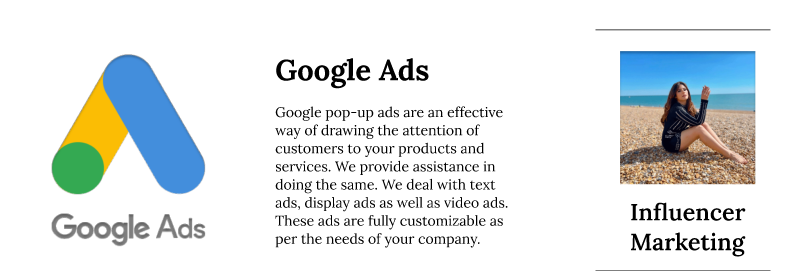 Google Ads
Google Ads
Google pop-up ads are an effective
way of drawing the attention of
customers to your products and
services. We provide assistance in
doing the same. We deal with text
ads, display ads as well as video ads.
These ads are fully customizable as
per the needs of your company.
Influencer
Marketing